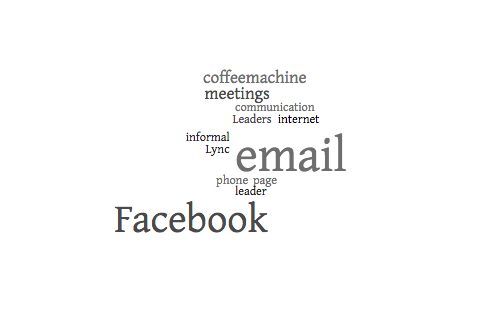 coffeemachine
meetings
communication
Leaders internet
informal
Lync
email
phone page
leader
Facebook